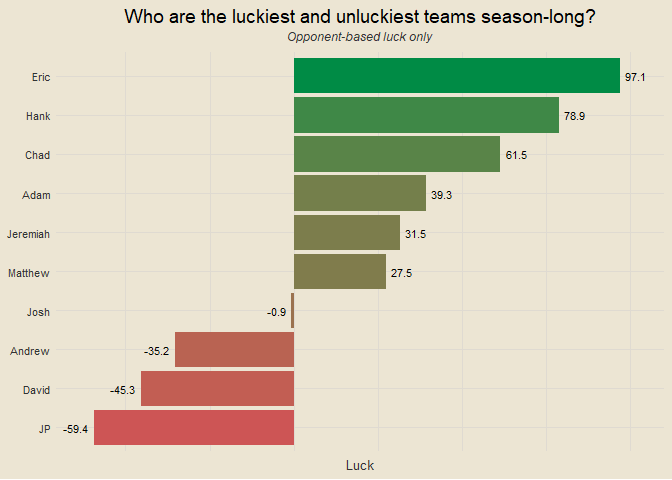 Who are the luckiest and unluckiest teams season-long?
Opponent-based luck only
Eric 97.1
Hank 78.9
Chad 61.5
Adam 39.3
Jeremiah 31.5
Matthew 27.5
Josh -0.9
Andrew -35.2
David -45.3
JP -59.4
Luck